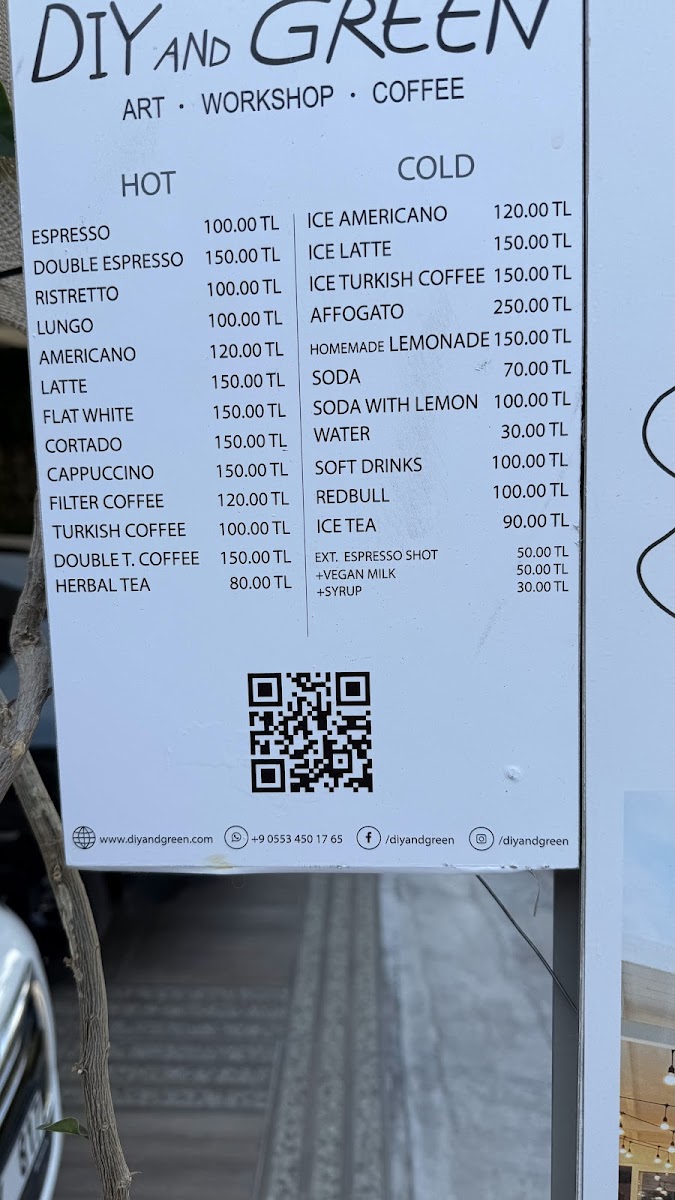 DIY AND GREEN
ART · WORKSHOP · COFFEE
HOT
ESPRESSO 100.00 TL
DOUBLE ESPRESSO 150.00 TL
RISTRETTO 100.00 TL
LUNGO 100.00 TL
AMERICANO 120.00 TL
LATTE 150.00 TL
FLAT WHITE 150.00 TL
CORTADO 150.00 TL
CAPPUCCINO 150.00 TL
FILTER COFFEE 120.00 TL
TURKISH COFFEE 100.00 TL
DOUBLE T. COFFEE 150.00 TL
HERBAL TEA 80.00 TL
COLD
ICE AMERICANO 120.00 TL
ICE LATTE 150.00 TL
ICE TURKISH COFFEE 150.00 TL
AFFOGATO 250.00 TL
HOMEMADE LEMONADE 150.00 TL
SODA 70.00 TL
SODA WITH LEMON 100.00 TL
WATER 30.00 TL
SOFT DRINKS 100.00 TL
REDBULL 100.00 TL
ICE TEA 90.00 TL
EXT. ESPRESSO SHOT 50.00 TL
+VEGAN MILK 50.00 TL
+SYRUP 30.00 TL
www.diyandgreen.com +9 0553 450 17 65 /diyandgreen /diyandgreen